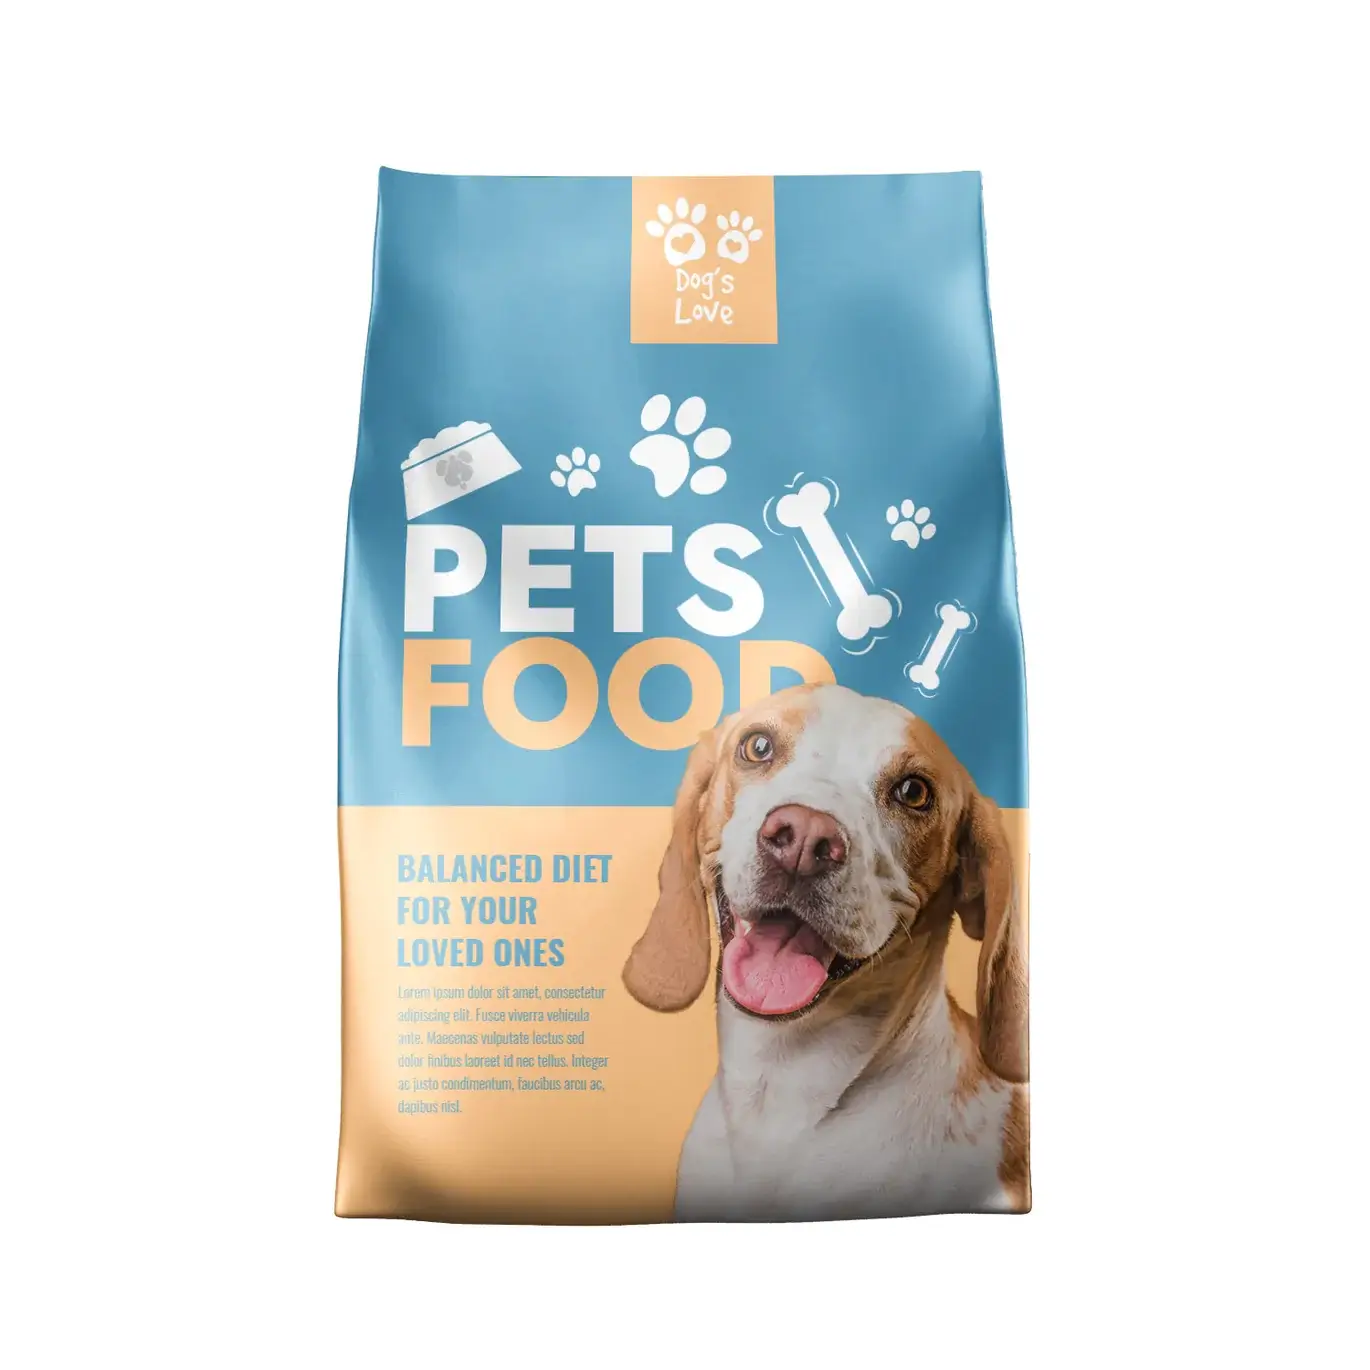 Dog's
Love
PETS
FOOD
BALANCED DIET
FOR YOUR
LOVED ONES
Lorem ipsum dolor sit amet, consectetur
adipiscing elit. Fusce viverra vehicula
ante. Maecenas vulputate lectus sed
dolor finibus laoreet id nec tellus. Integer
ac justo condimentum, faucibus arcu ac,
dapibus nisl.